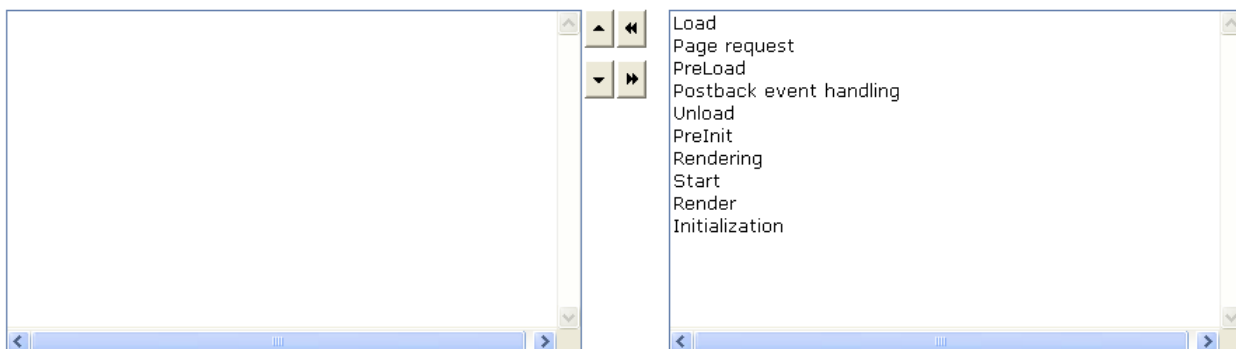 Load
Page request
PreLoad
Postback event handling
Unload
PreInit
Rendering
Start
Render
Initialization